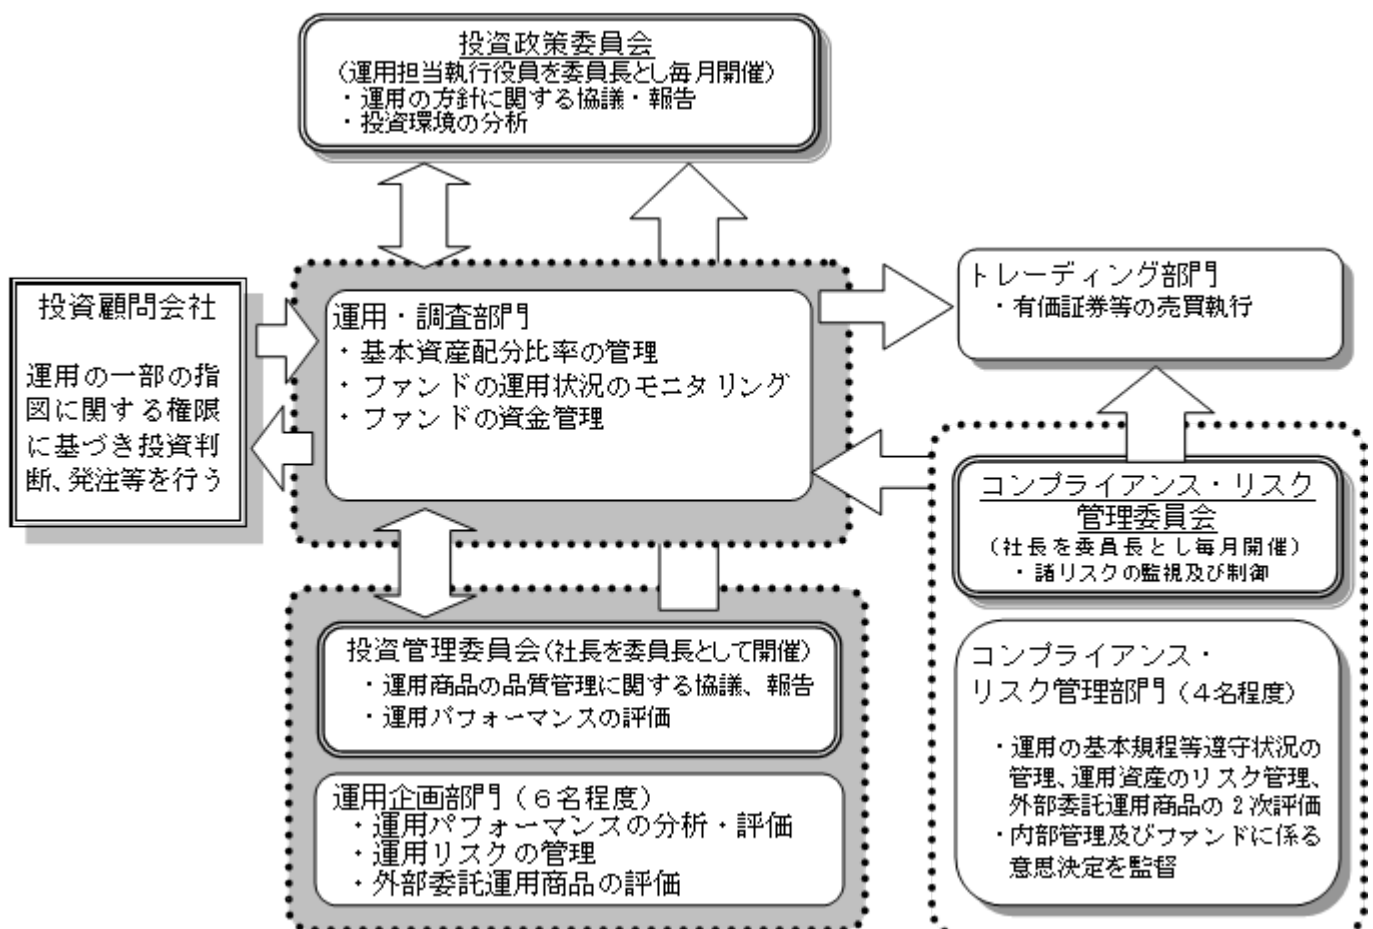 投資政策委員会
(運用担当執行役員を委員長とし毎月開催)
・運用の方針に関する協議・報告
・投資環境の分析
投資顧問会社
運用の一部の指
図に関する権限
に基づき投資判
断、発注等を行う
運用・調査部門
・基本資産配分比率の管理
・ファンドの運用状況のモニタリング
・ファンドの資金管理
トレーディング部門
・有価証券等の売買執行
コンプライアンス・リスク
管理委員会
(社長を委員長とし毎月開催)
・諸リスクの監視及び制御
投資管理委員会(社長を委員長として開催)
・運用商品の品質管理に関する協議、報告
・運用パフォーマンスの評価
運用企画部門(6名程度)
・運用パフォーマンスの分析・評価
・運用リスクの管理
・外部委託運用商品の評価
コンプライアンス・
リスク管理部門(4名程度)
・運用の基本規程等遵守状況の
管理、運用資産のリスク管理、
外部委託運用商品の2次評価
・内部管理及びファンドに係る
意思決定を監督